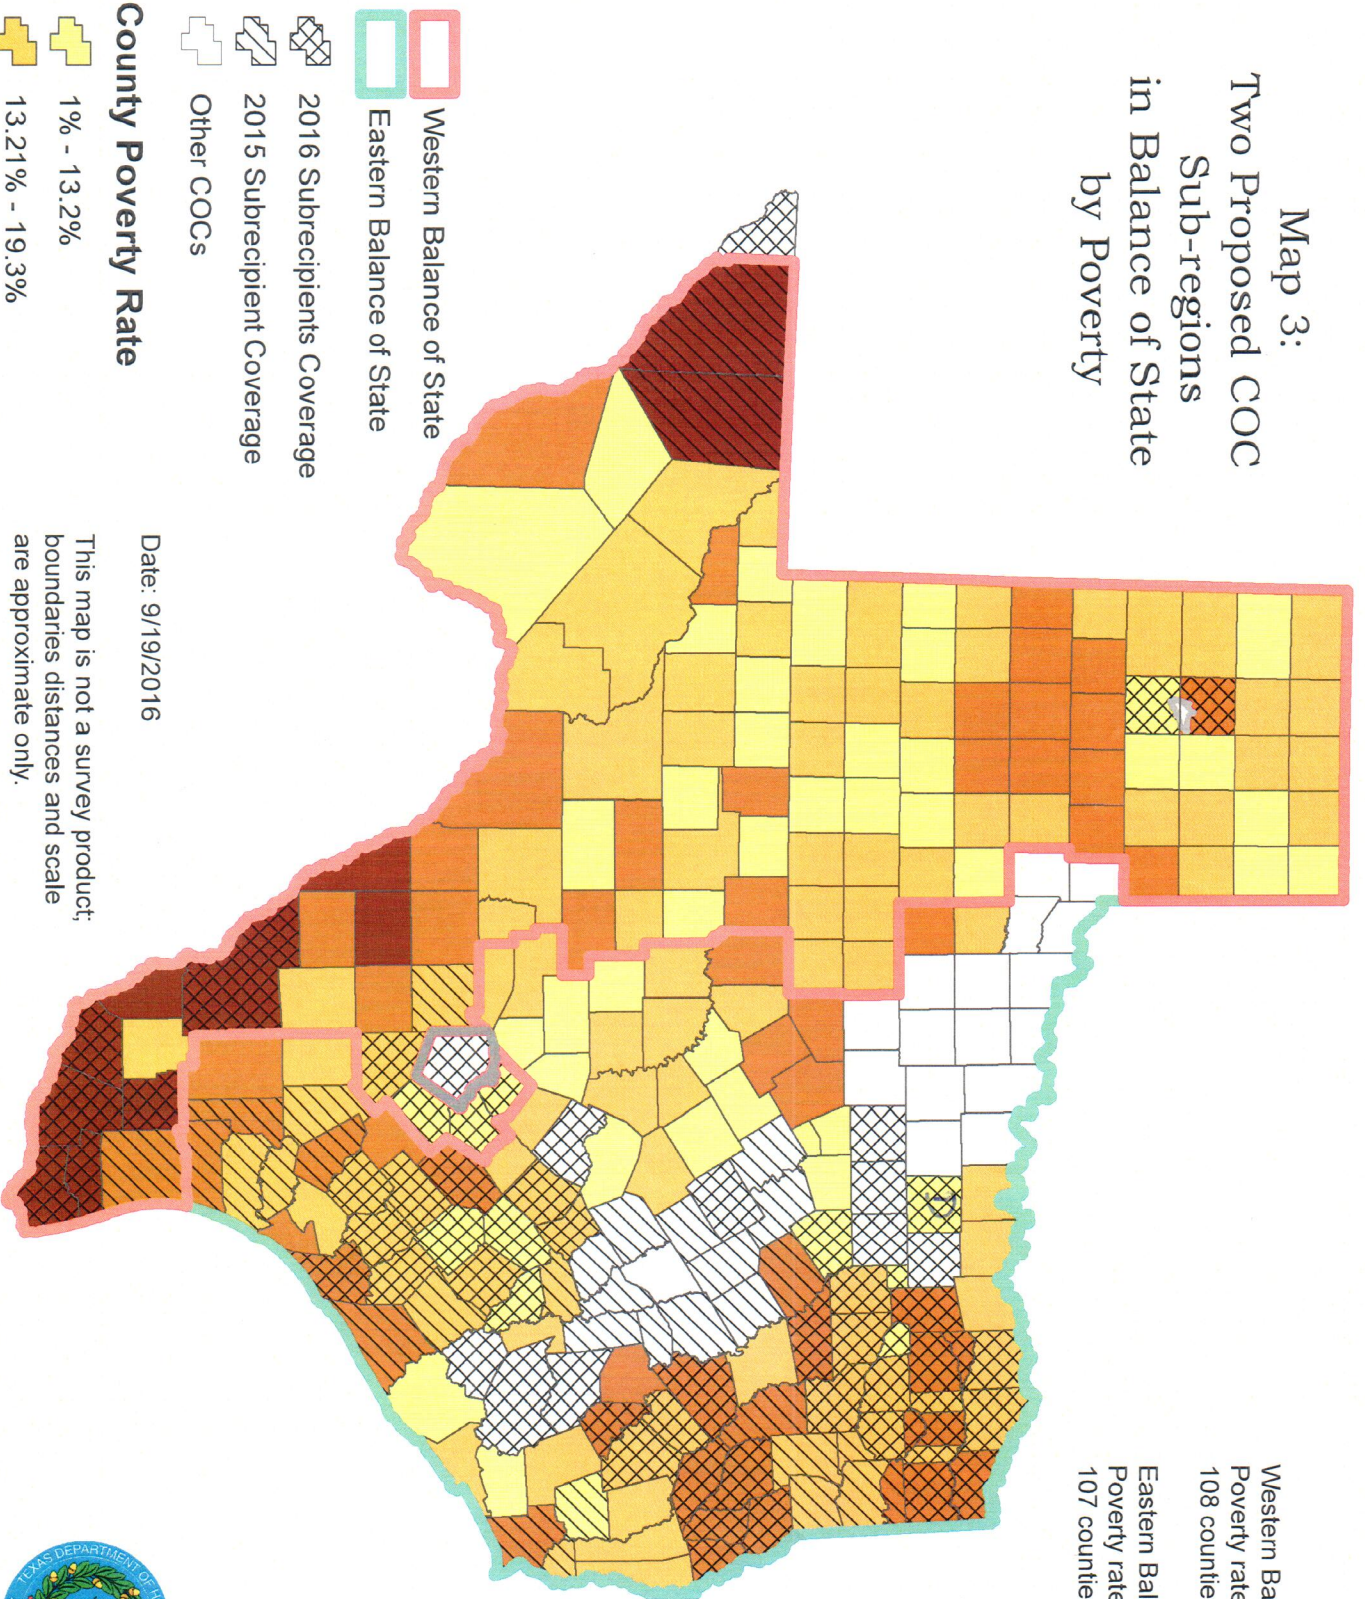 Map 3:
Two Proposed COC
Sub-regions
in Balance of State
by Poverty
Western Ba
Poverty rate
108 countie
Eastern Bal
Poverty rate
107 countie
Western Balance of State
Eastern Balance of State
2016 Subrecipients Coverage
2015 Subrecipient Coverage
Other COCs
County Poverty Rate
1% - 13.2%
13.21% - 19.3%
Date: 9/19/2016
This map is not a survey product;
boundaries distances and scale
are approximate only.
TEXAS DEPARTMENT OF H